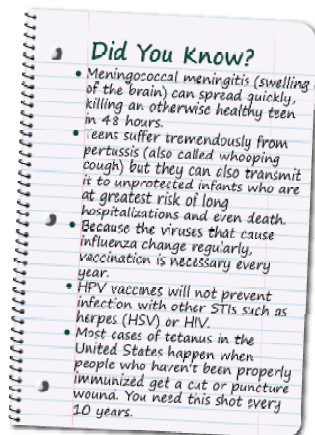 Did You Know?
• Meningococcal meningitis (swelling
of the brain) can spread quickly,
killing an otherwise healthy teen
in 48 hours.
• Teens suffer tremendously from
pertussis (also called whooping
cough) but they can also transmit
it to unprotected infants who are
at greatest risk of long
hospitalizations and even death.
• Because the viruses that cause
influenza change regularly,
vaccination is necessary every
year.
• HPV vaccines will not prevent
infection with other STIs such as
herpes (HSV) or HIV.
• Most cases of tetanus in the
United States happen when
people who haven't been properly
immunized get a cut or puncture
wound. You need this shot every
10 years.